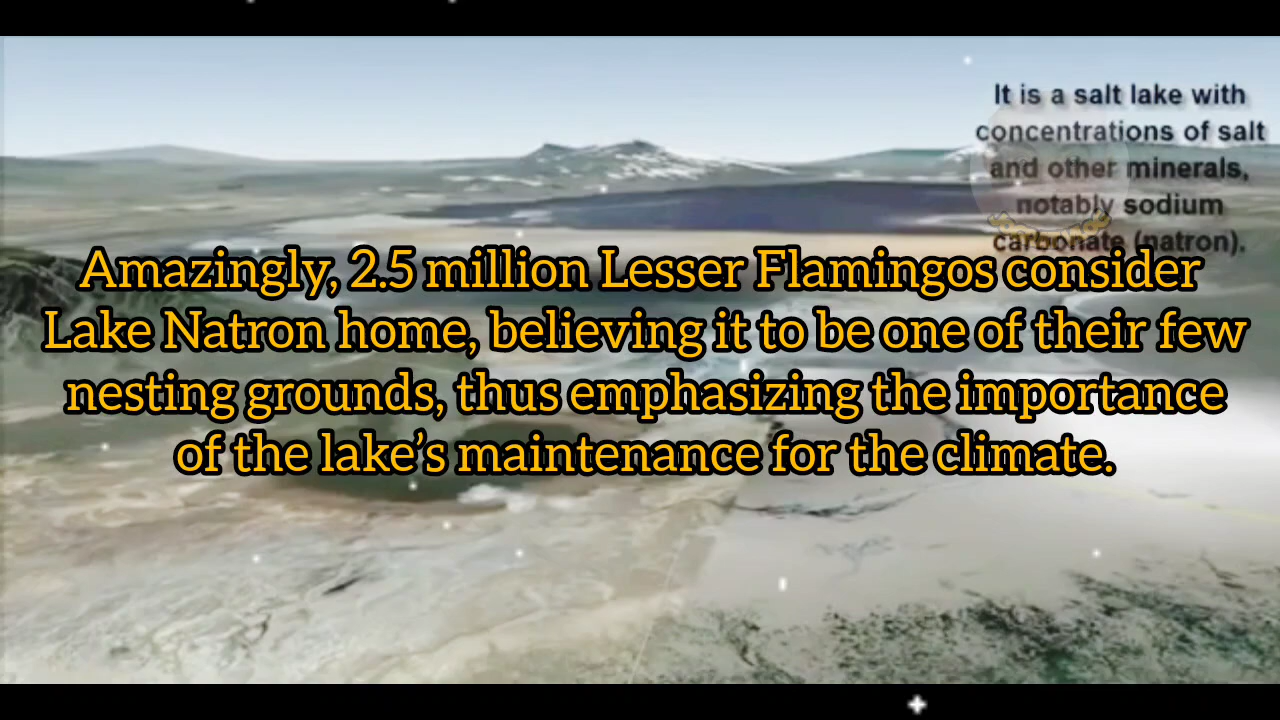 It is a salt lake with
concentrations of salt
and other minerals,
notably sodium
carbonate (natron).
Amazingly, 2.5 million Lesser Flamingos consider
Lake Natron home, believing it to be one of their few
nesting grounds, thus emphasizing the importance
of the lake’s maintenance for the climate.